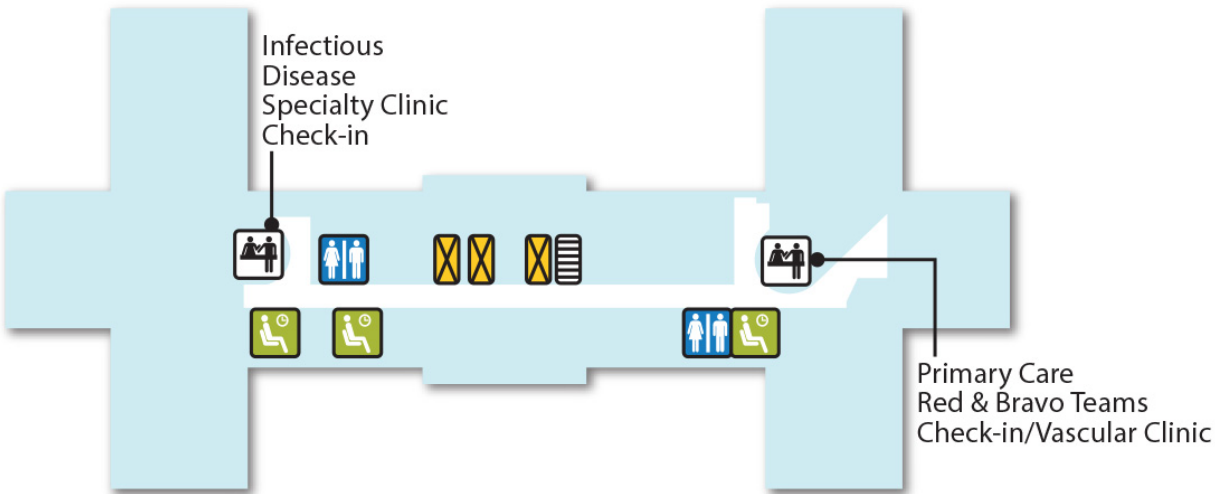 Infectious
Disease
Specialty Clinic
Check-in
Primary Care
Red & Bravo Teams
Check-in/Vascular Clinic